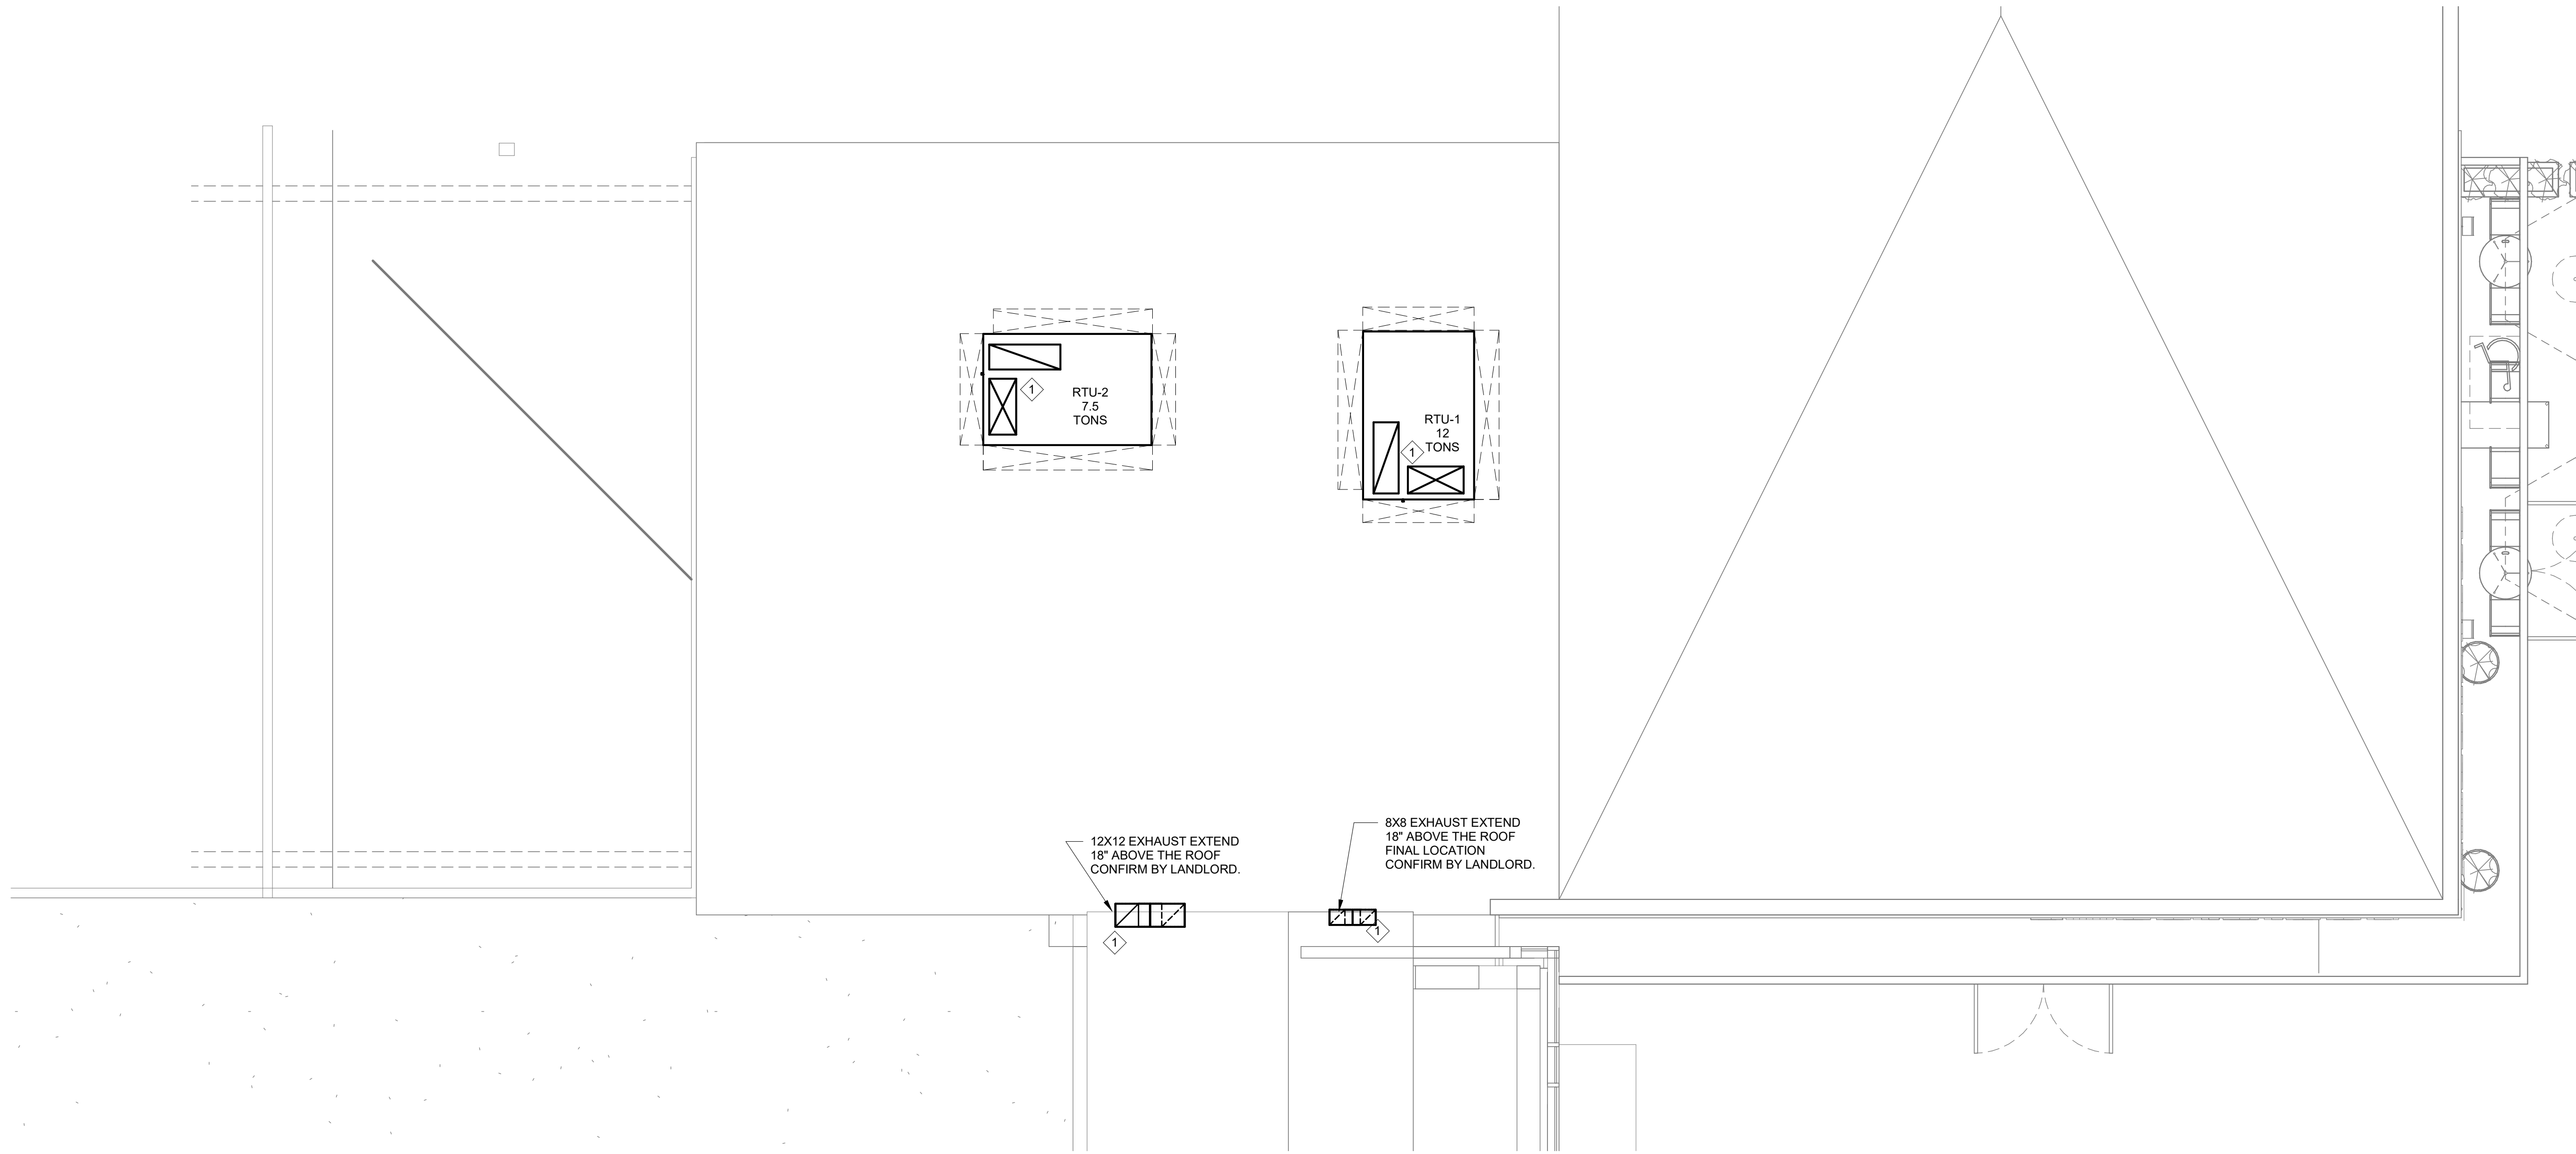 RTU-2
7.5
TONS
1
RTU-1
12
TONS
1
12X12 EXHAUST EXTEND
18" ABOVE THE ROOF
CONFIRM BY LANDLORD.
8X8 EXHAUST EXTEND
18" ABOVE THE ROOF
FINAL LOCATION
CONFIRM BY LANDLORD.
1
1